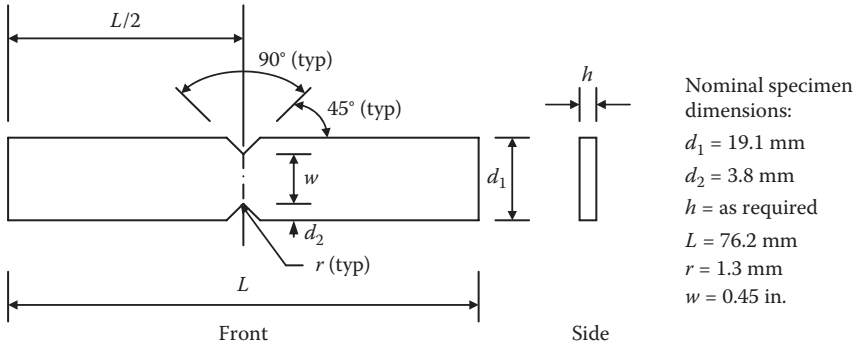 L/2
90° (typ)
45° (typ)
h
w
d₁
d₂
r (typ)
L
Front
Side
Nominal specimen
dimensions:
d₁ = 19.1 mm
d₂ = 3.8 mm
h = as required
L = 76.2 mm
r = 1.3 mm
w = 0.45 in.